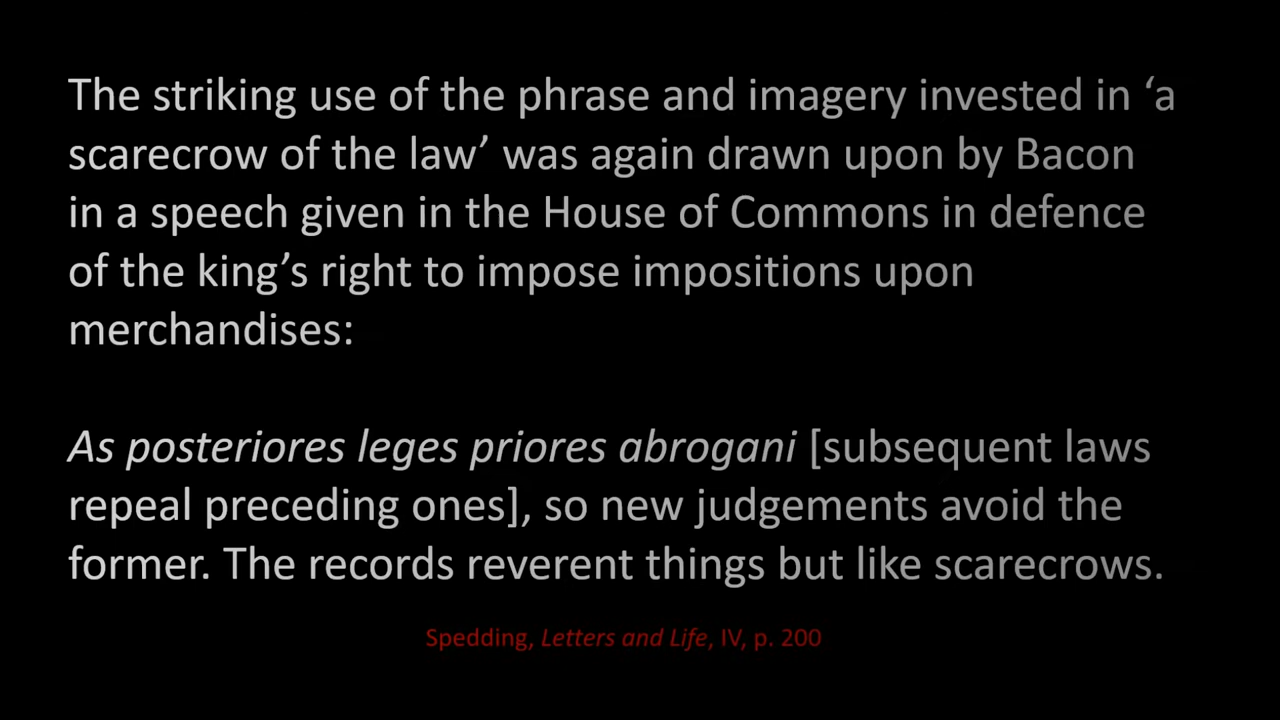 The striking use of the phrase and imagery invested in ‘a
scarecrow of the law’ was again drawn upon by Bacon
in a speech given in the House of Commons in defence
of the king’s right to impose impositions upon
merchandises:
As posteriores leges priores abrogani [subsequent laws
repeal preceding ones], so new judgements avoid the
former. The records reverent things but like scarecrows.
Spedding, Letters and Life, IV, p. 200